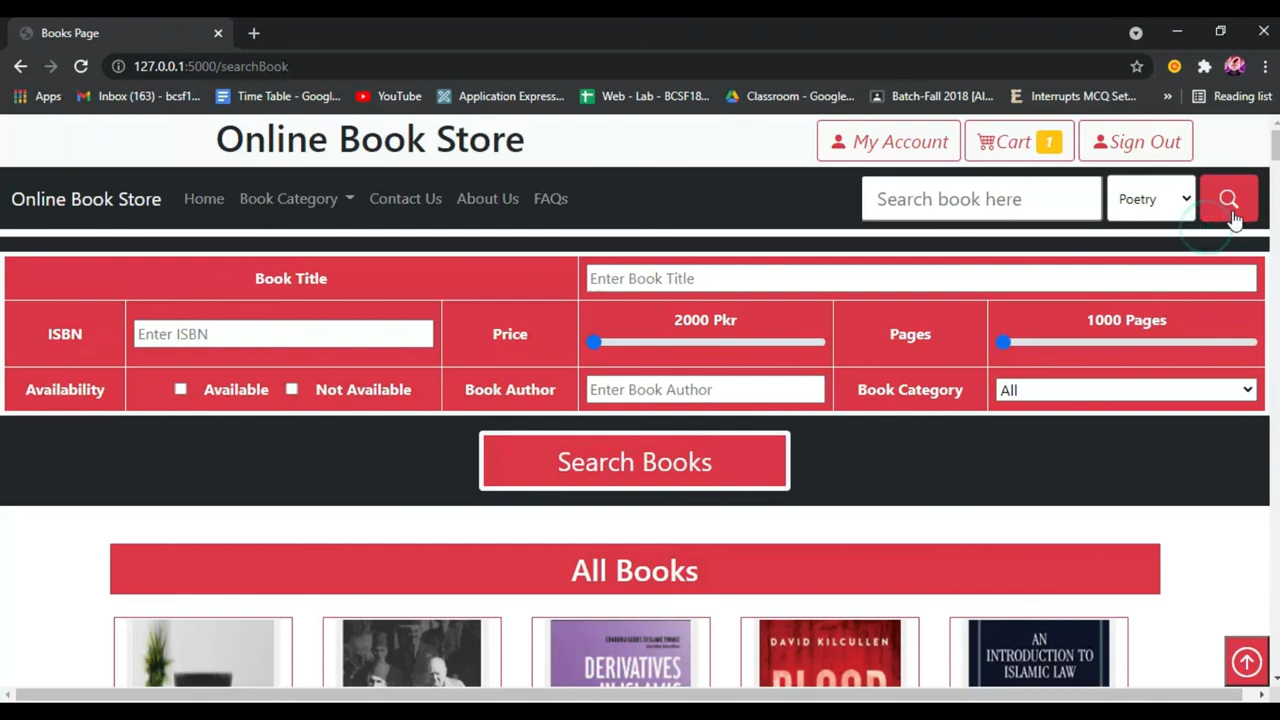 Books Page
127.0.0.1:5000/searchBook
Apps
Inbox (163) - bcsf1...
Time Table - Googl...
YouTube
Application Express...
Web - Lab - BCSF18...
Classroom - Google...
Batch-Fall 2018 [AI...
Interrupts MCQ Set...
»
Reading list
Online Book Store
My Account
Cart 1
Sign Out
Online Book Store
Home
Book Category
Contact Us
About Us
FAQs
Search book here
Poetry
Book Title
Enter Book Title
ISBN
Enter ISBN
Price
2000 Pkr
Pages
1000 Pages
Availability
Available
Not Available
Book Author
Enter Book Author
Book Category
All
Search Books
All Books
DERIVATIVES
DAVID KILCULLEN
BLOOD
AN
INTRODUCTION TO
ISLAMIC LAW